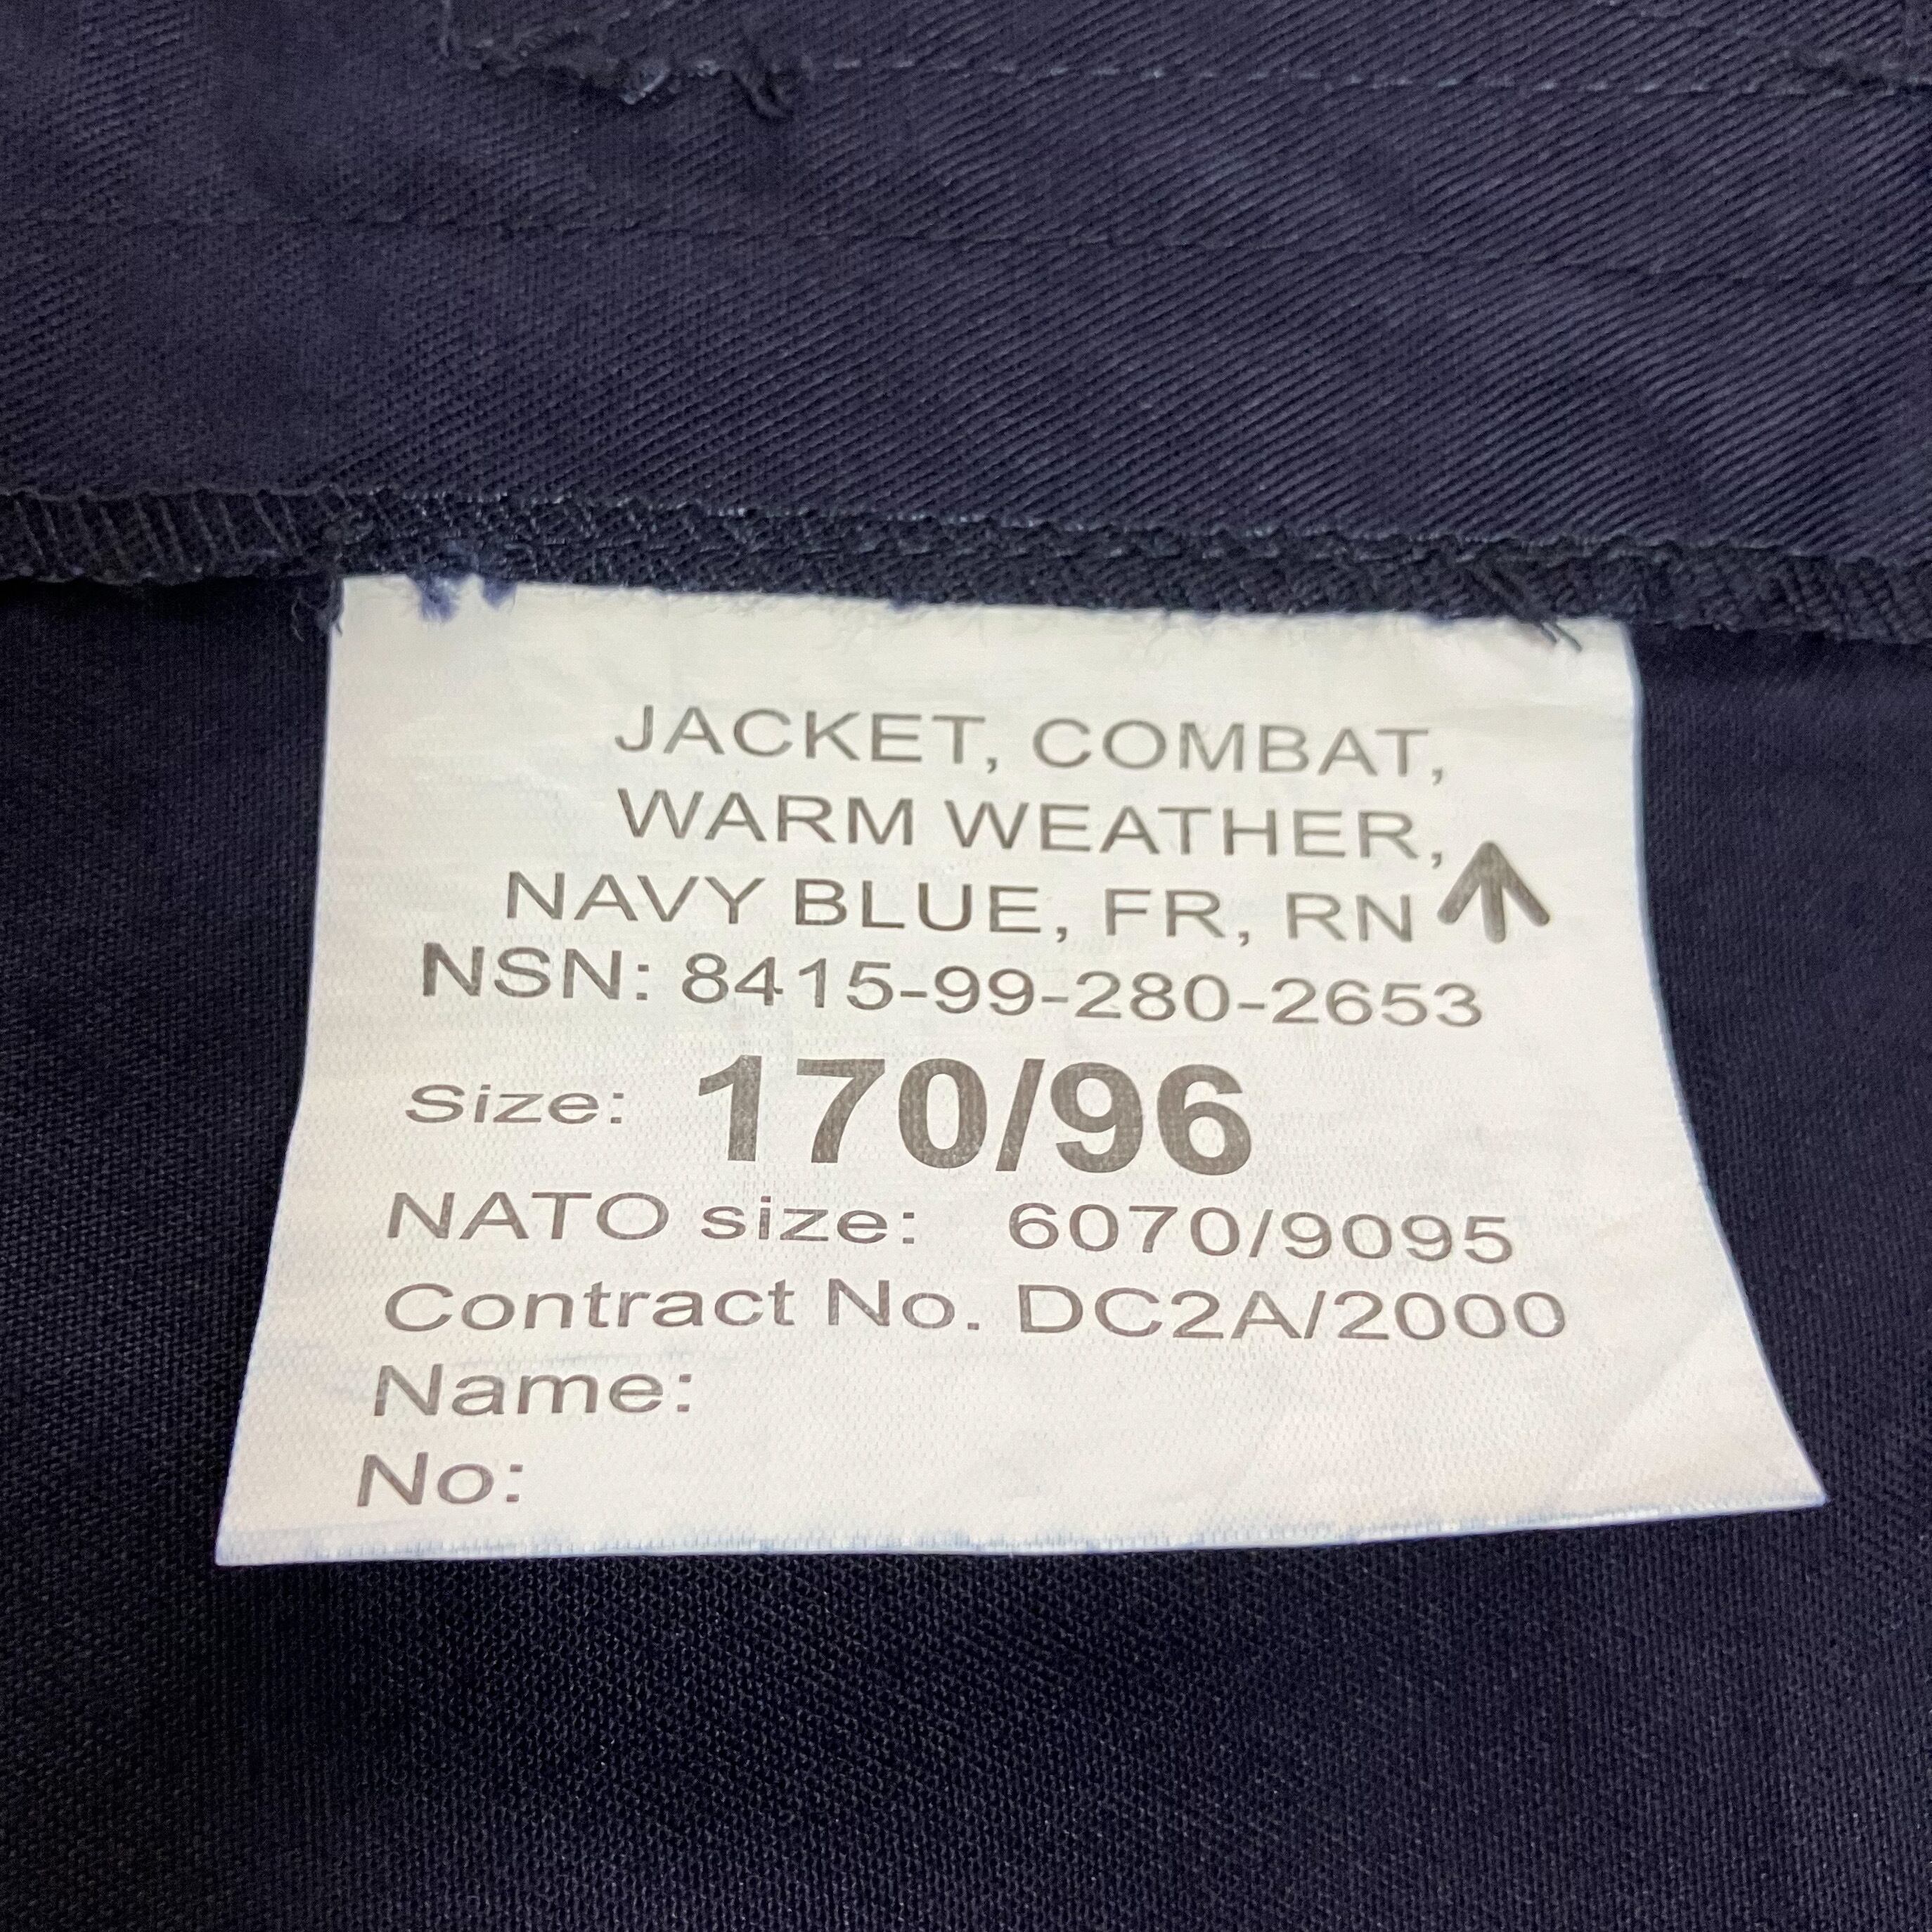 JACKET, COMBAT,
WARM WEATHER,
NAVY BLUE, FR, RN
NSN: 8415-99-280-2653
Size: 170/96
NATO size: 6070/9095
Contract No. DC2A/2000
Name:
No: